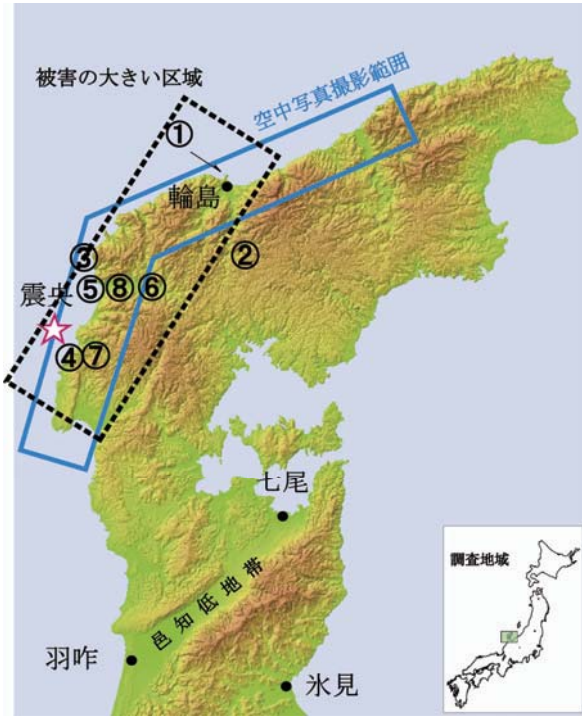 被害の大きい区域
空中写真撮影範囲
①
輪島
②
③
⑤⑧⑥
震央
④⑦
七尾
邑知低地帯
羽咋
氷見
調査地域